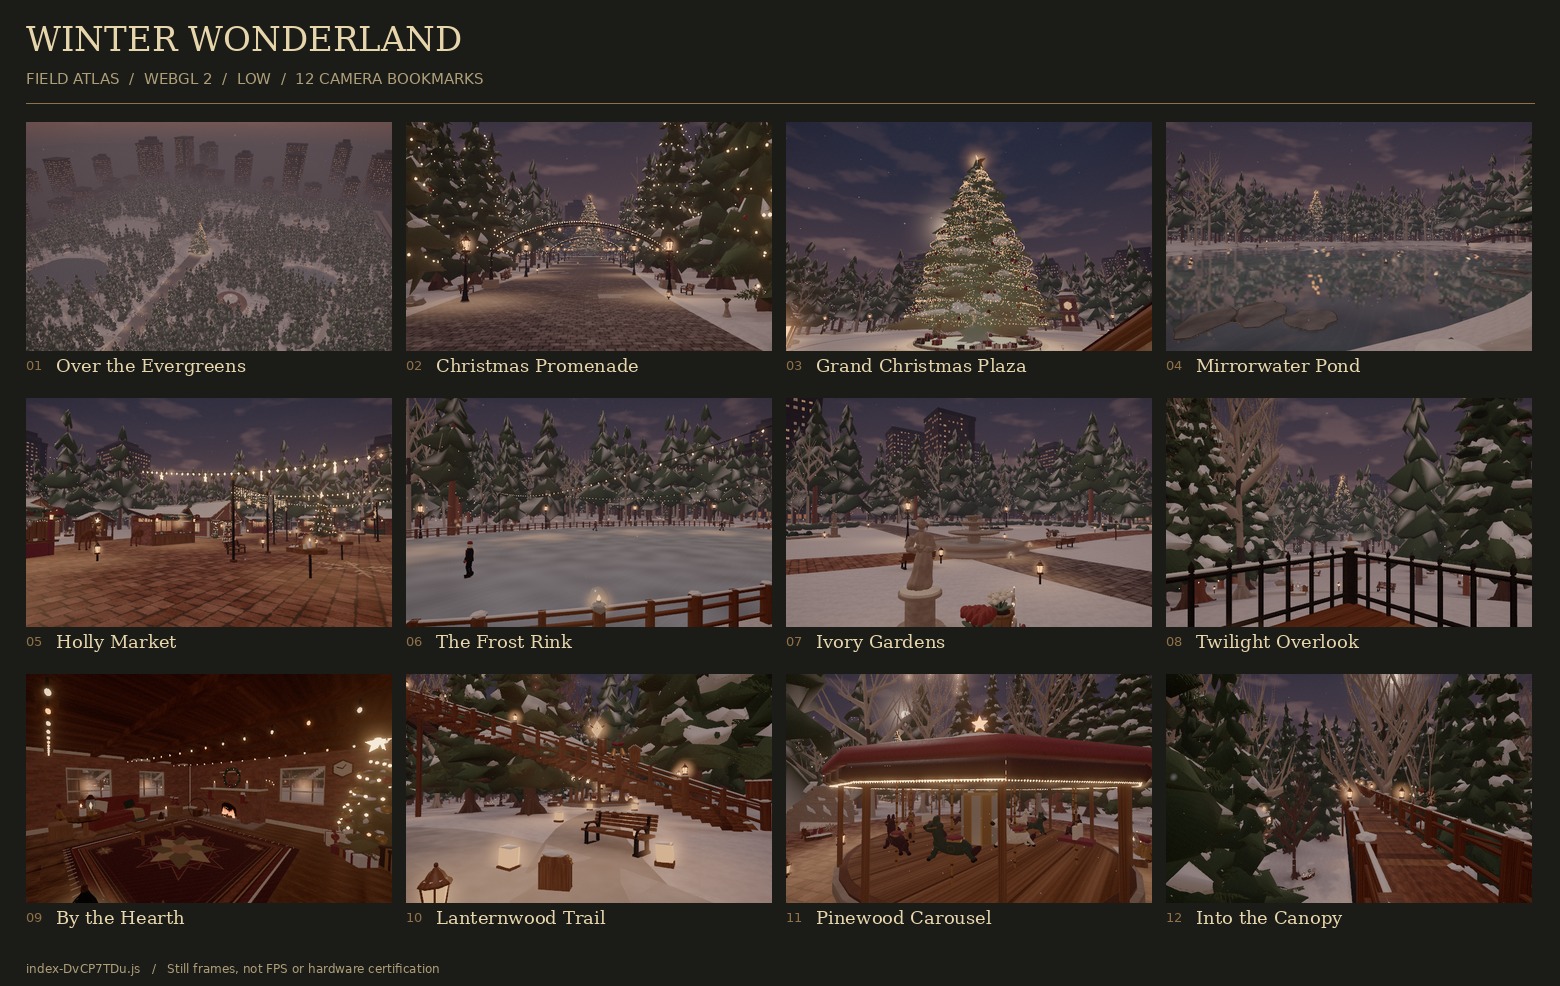 WINTER WONDERLAND
FIELD ATLAS / WEBGL 2 / LOW / 12 CAMERA BOOKMARKS
01 Over the Evergreens
02 Christmas Promenade
03 Grand Christmas Plaza
04 Mirrorwater Pond
05 Holly Market
06 The Frost Rink
07 Ivory Gardens
08 Twilight Overlook
09 By the Hearth
10 Lanternwood Trail
11 Pinewood Carousel
12 Into the Canopy
index-DvCP7TDu.js / Still frames, not FPS or hardware certification